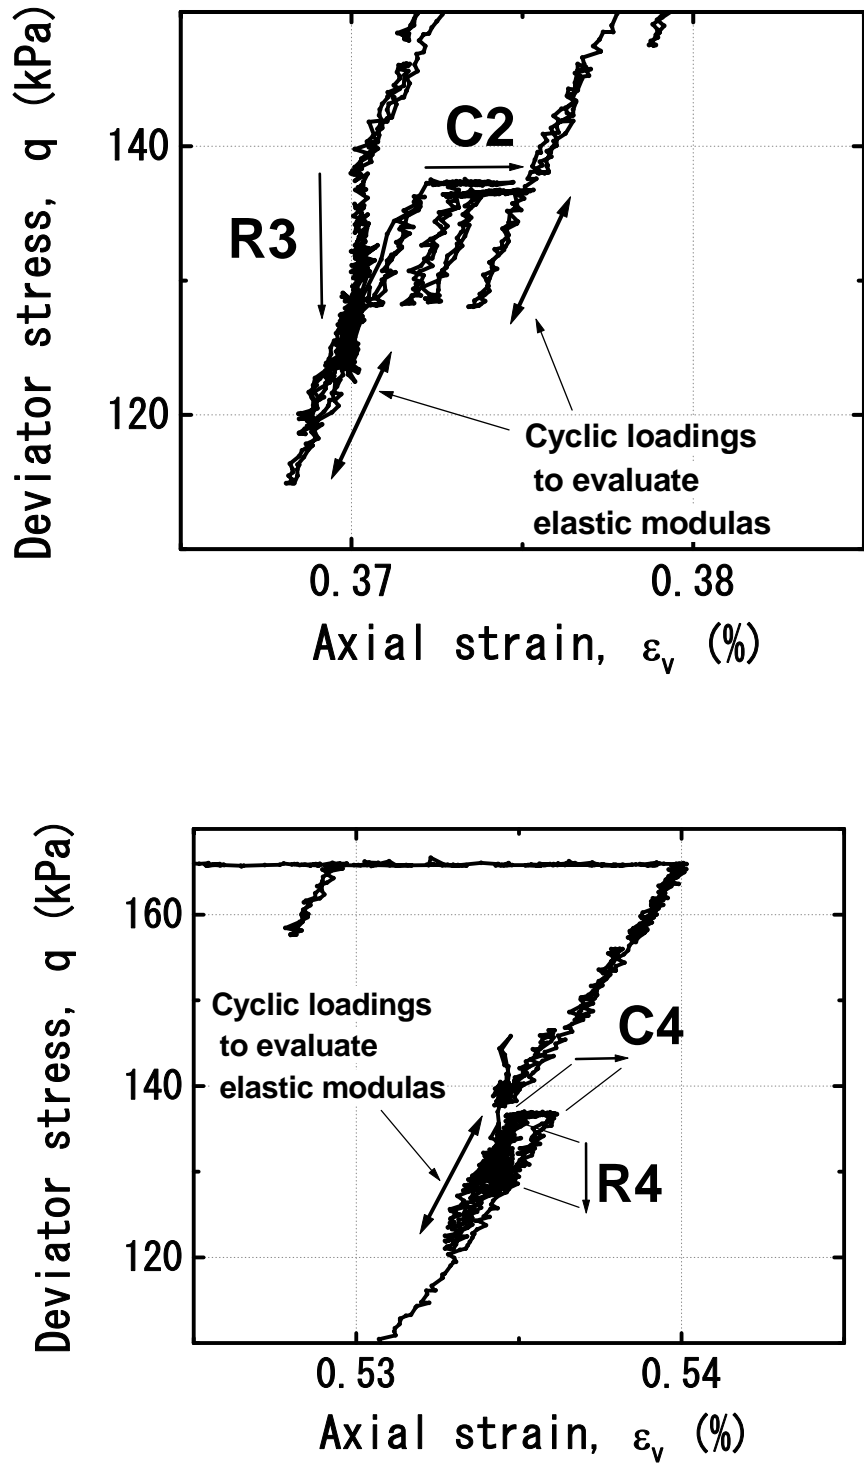 Deviator stress, q (kPa)
140
120
C2
R3
Cyclic loadings
to evaluate
elastic modulas
0.37
0.38
Axial strain, εv (%)
Deviator stress, q (kPa)
160
140
120
Cyclic loadings
to evaluate
elastic modulas
C4
R4
0.53
0.54
Axial strain, εv (%)